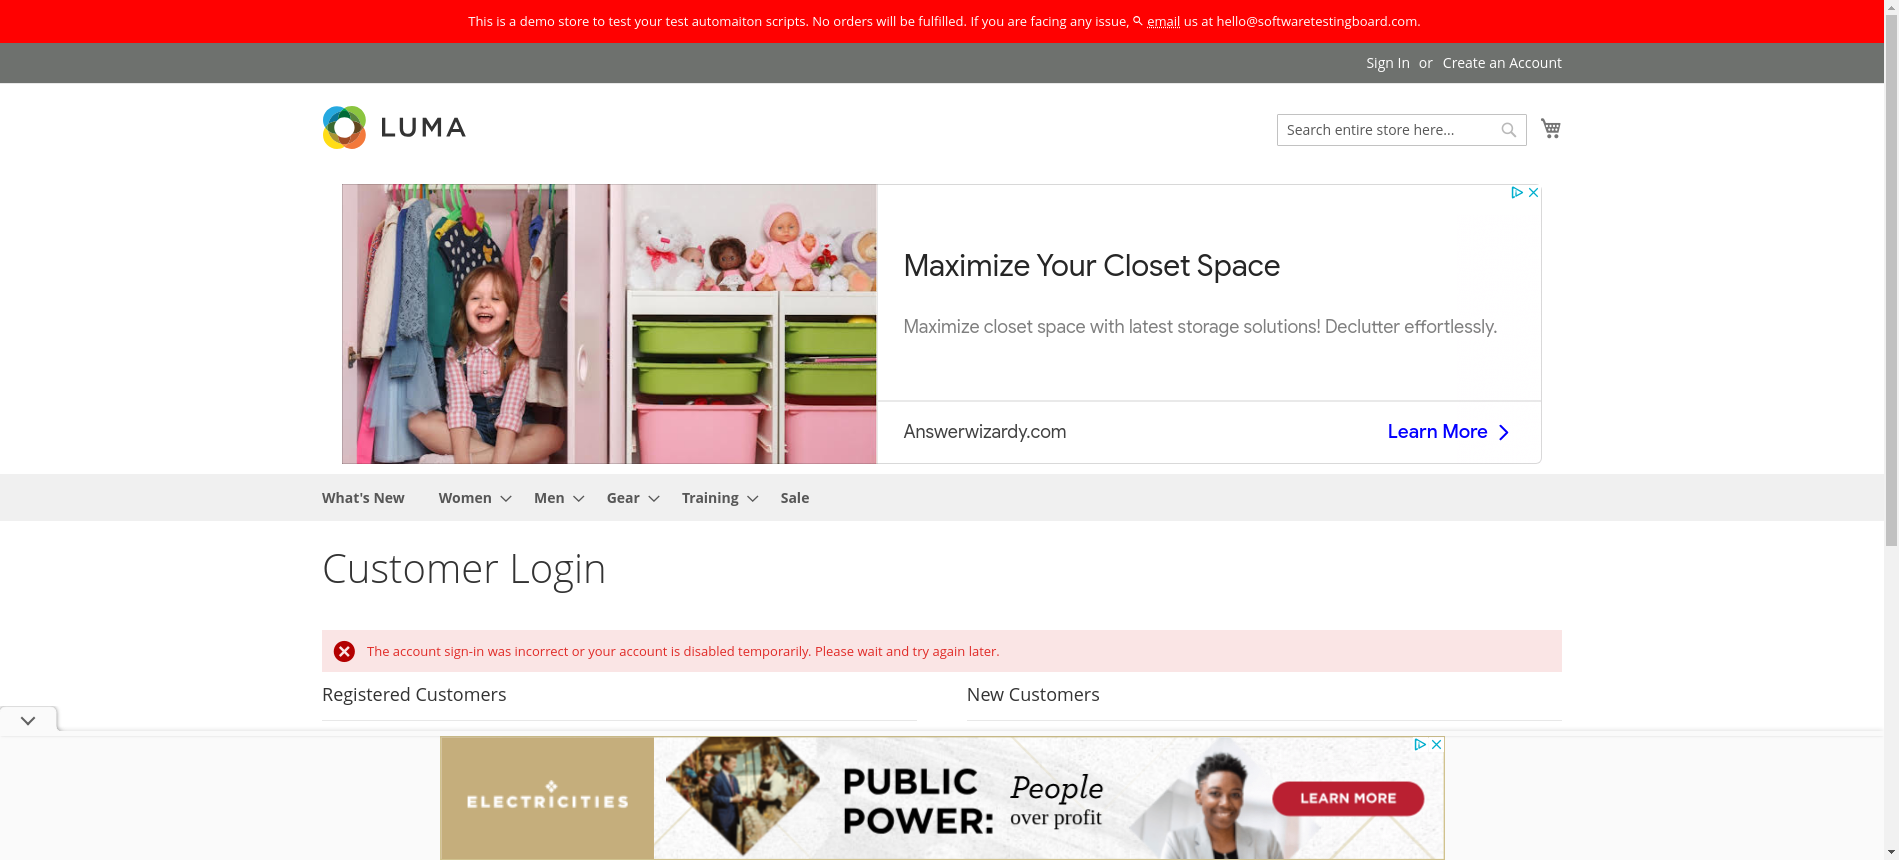 This is a demo store to test your test automaiton scripts. No orders will be fulfilled. If you are facing any issue, email us at hello@softwaretestingboard.com.
Sign In or Create an Account
LUMA
Search entire store here...
Maximize Your Closet Space
Maximize closet space with latest storage solutions! Declutter effortlessly.
Answerwizardy.com
Learn More
What's New Women Men Gear Training Sale
Customer Login
The account sign-in was incorrect or your account is disabled temporarily. Please wait and try again later.
Registered Customers
New Customers
ELECTRICITIES
PUBLIC
POWER:
People
over profit
LEARN MORE